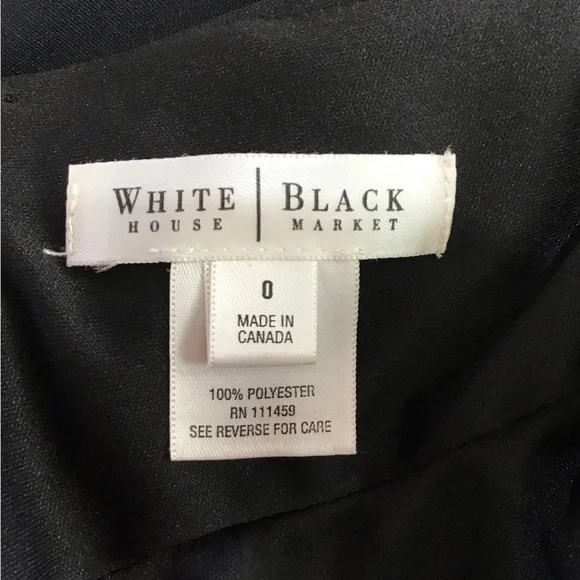 WHITE | BLACK
HOUSE MARKET
0
MADE IN
CANADA
100% POLYESTER
RN 111459
SEE REVERSE FOR CARE